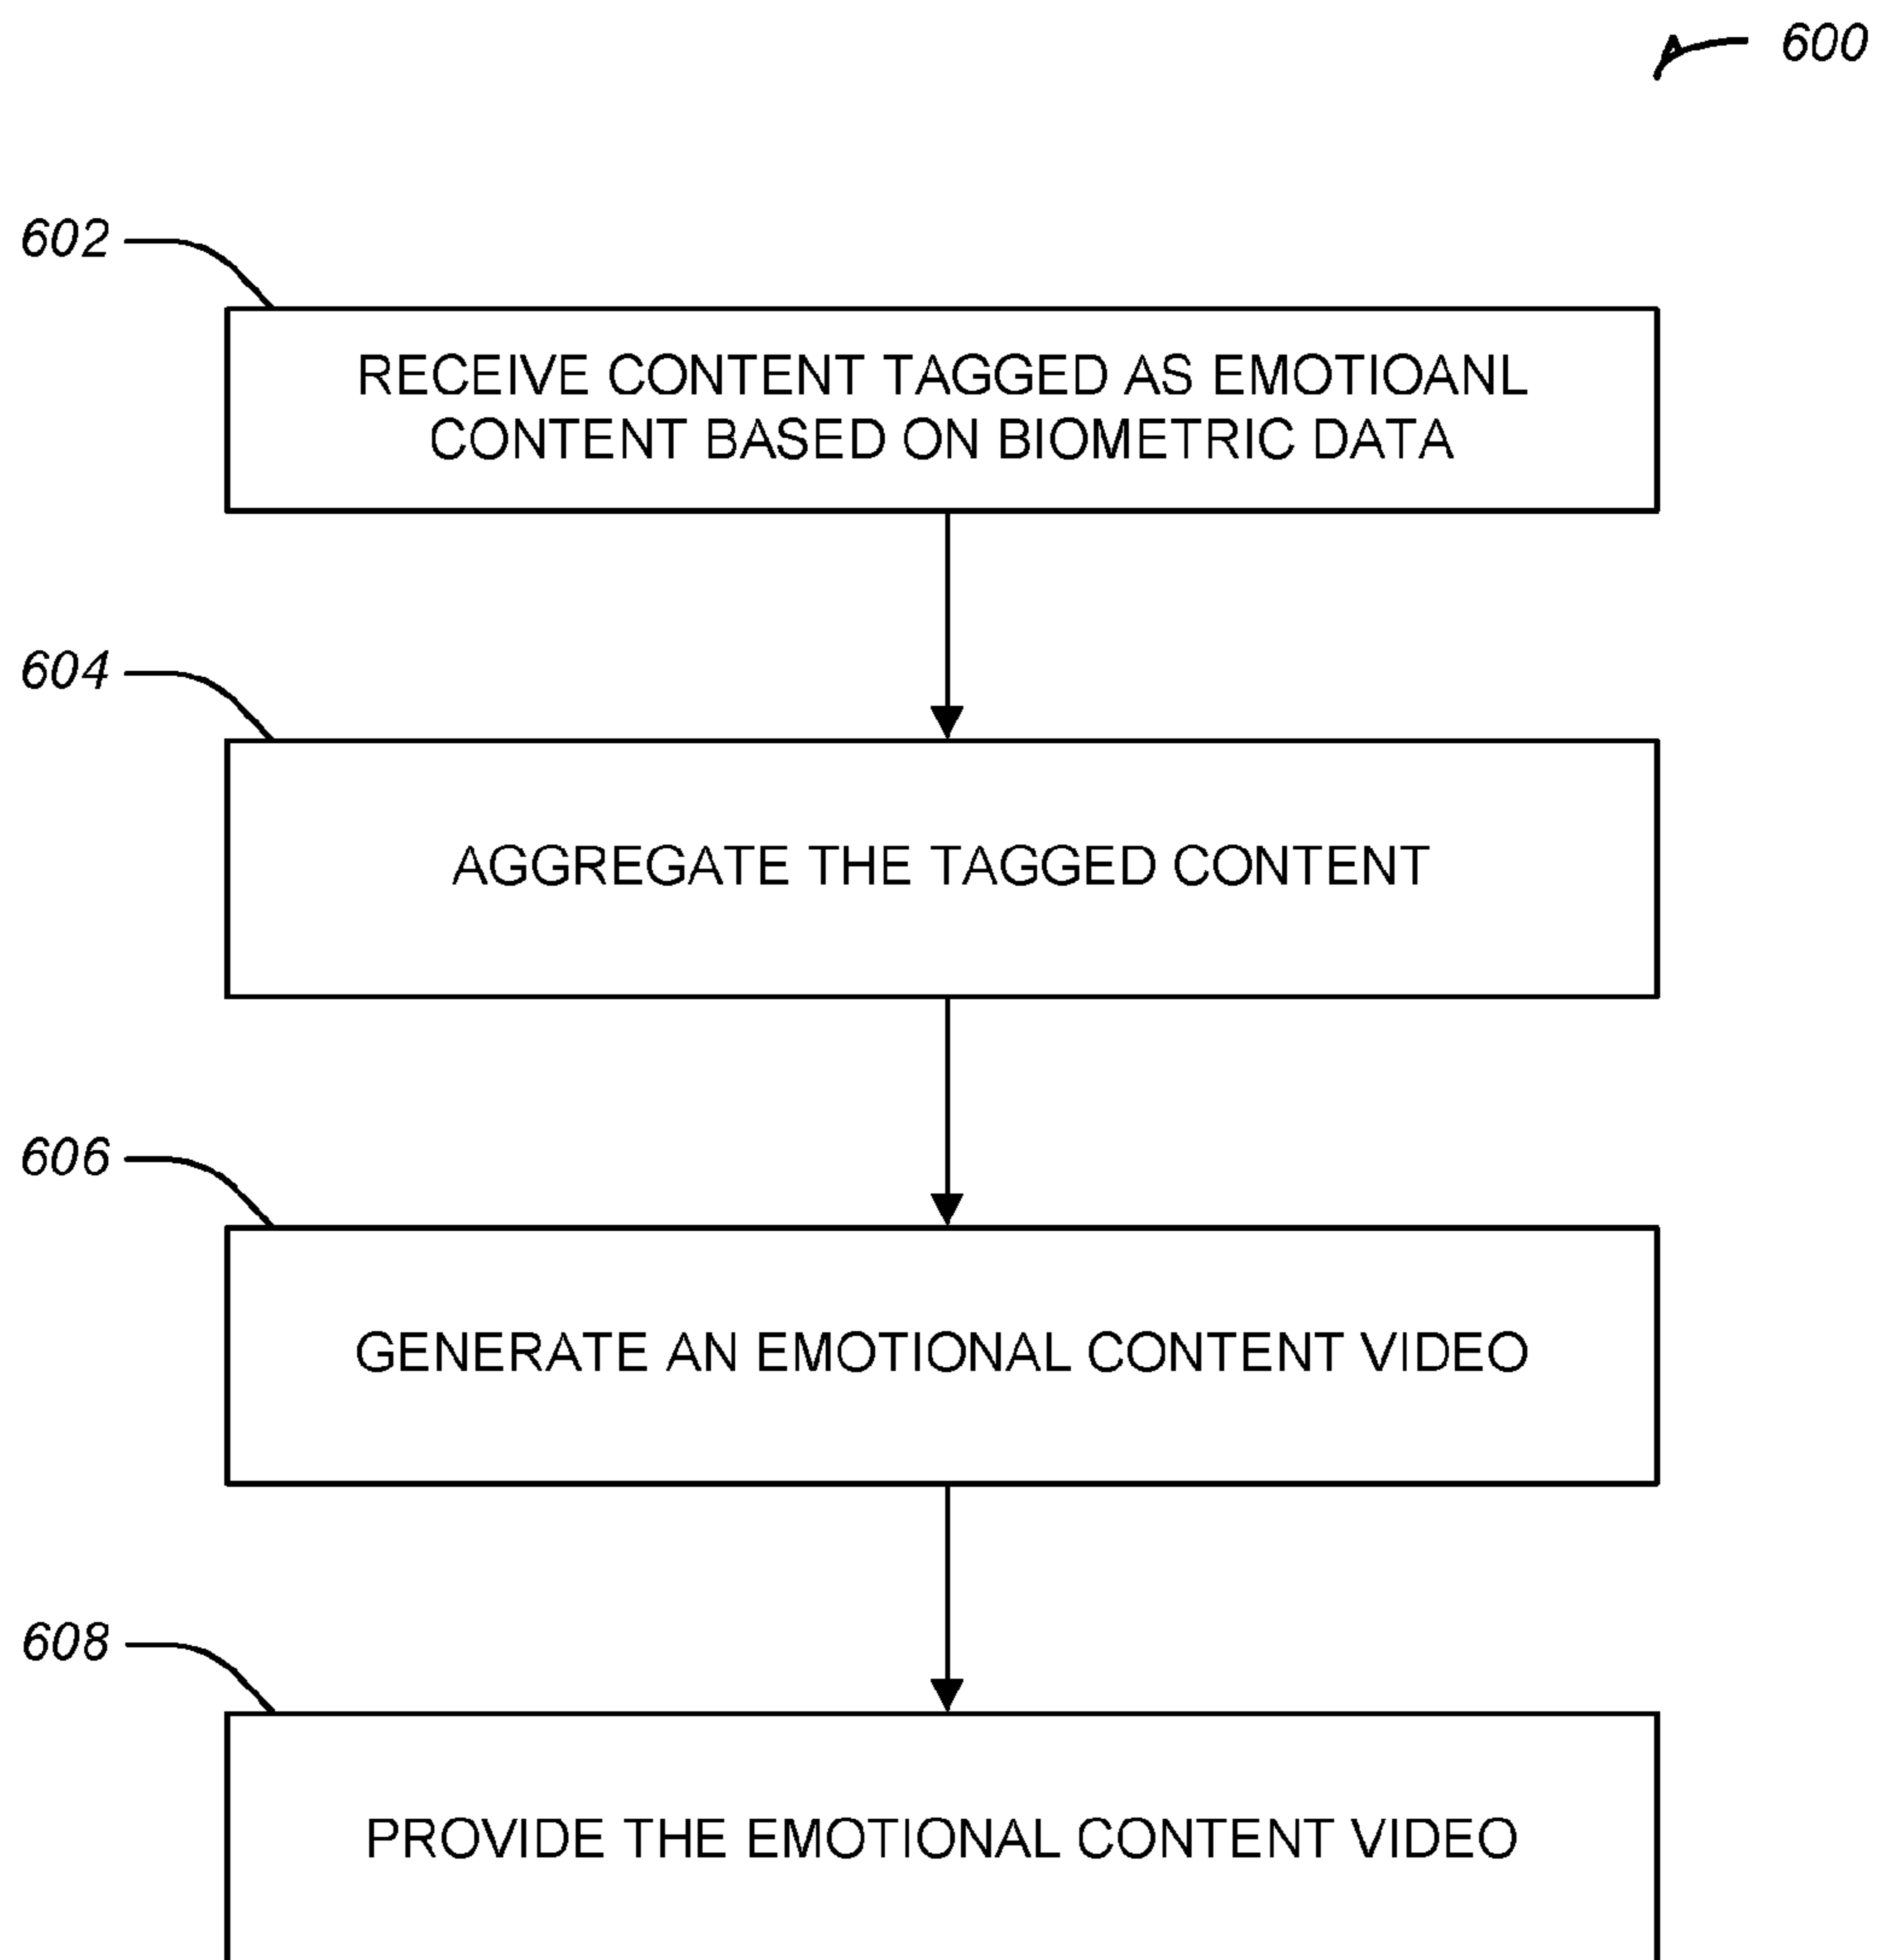 600
602
RECEIVE CONTENT TAGGED AS EMOTIOANL
CONTENT BASED ON BIOMETRIC DATA
604
AGGREGATE THE TAGGED CONTENT
606
GENERATE AN EMOTIONAL CONTENT VIDEO
608
PROVIDE THE EMOTIONAL CONTENT VIDEO